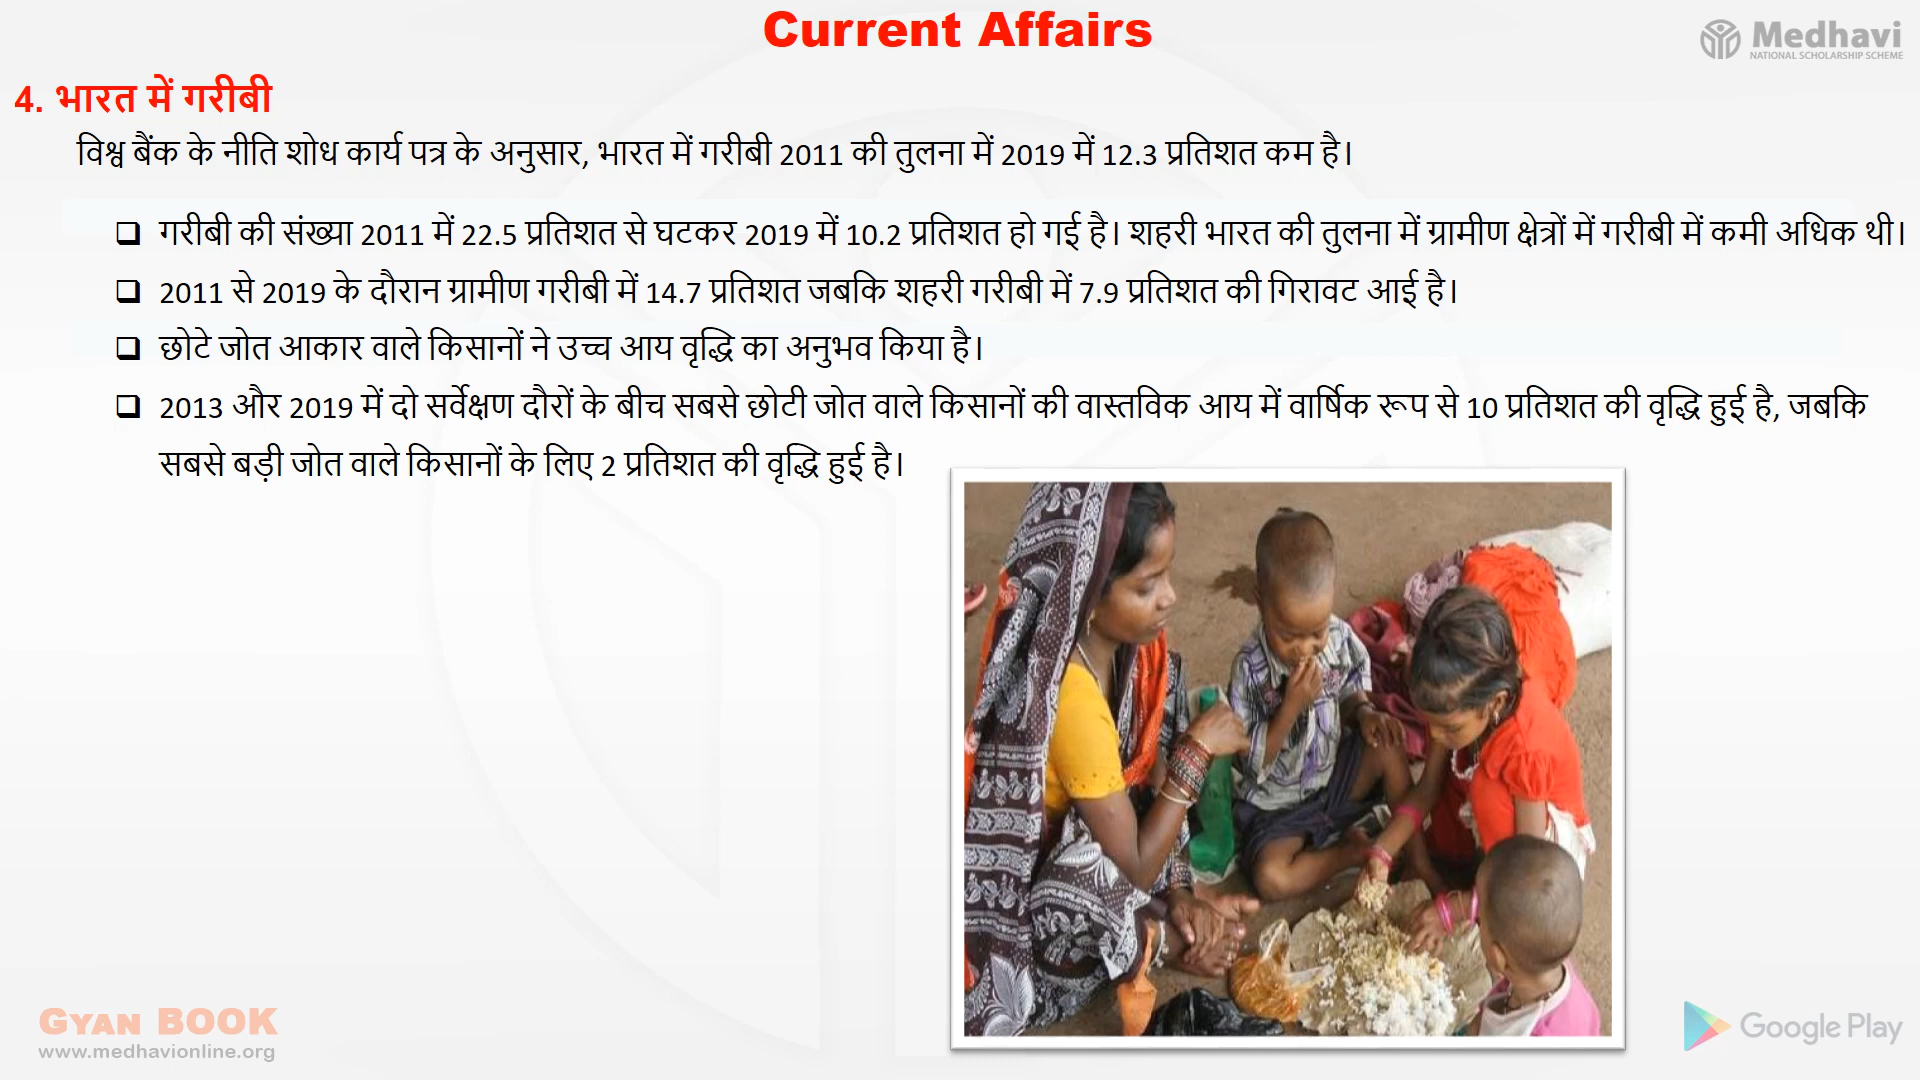 Current Affairs
Medhavi
NATIONAL SCHOLARSHIP SCHEME
4. भारत में गरीबी
विश्व बैंक के नीति शोध कार्य पत्र के अनुसार, भारत में गरीबी 2011 की तुलना में 2019 में 12.3 प्रतिशत कम है।
❑ गरीबी की संख्या 2011 में 22.5 प्रतिशत से घटकर 2019 में 10.2 प्रतिशत हो गई है। शहरी भारत की तुलना में ग्रामीण क्षेत्रों में गरीबी में कमी अधिक थी।
❑ 2011 से 2019 के दौरान ग्रामीण गरीबी में 14.7 प्रतिशत जबकि शहरी गरीबी में 7.9 प्रतिशत की गिरावट आई है।
❑ छोटे जोत आकार वाले किसानों ने उच्च आय वृद्धि का अनुभव किया है।
❑ 2013 और 2019 में दो सर्वेक्षण दौरों के बीच सबसे छोटी जोत वाले किसानों की वास्तविक आय में वार्षिक रूप से 10 प्रतिशत की वृद्धि हुई है, जबकि
सबसे बड़ी जोत वाले किसानों के लिए 2 प्रतिशत की वृद्धि हुई है।
GYAN BOOK
www.medhavionline.org
Google Play